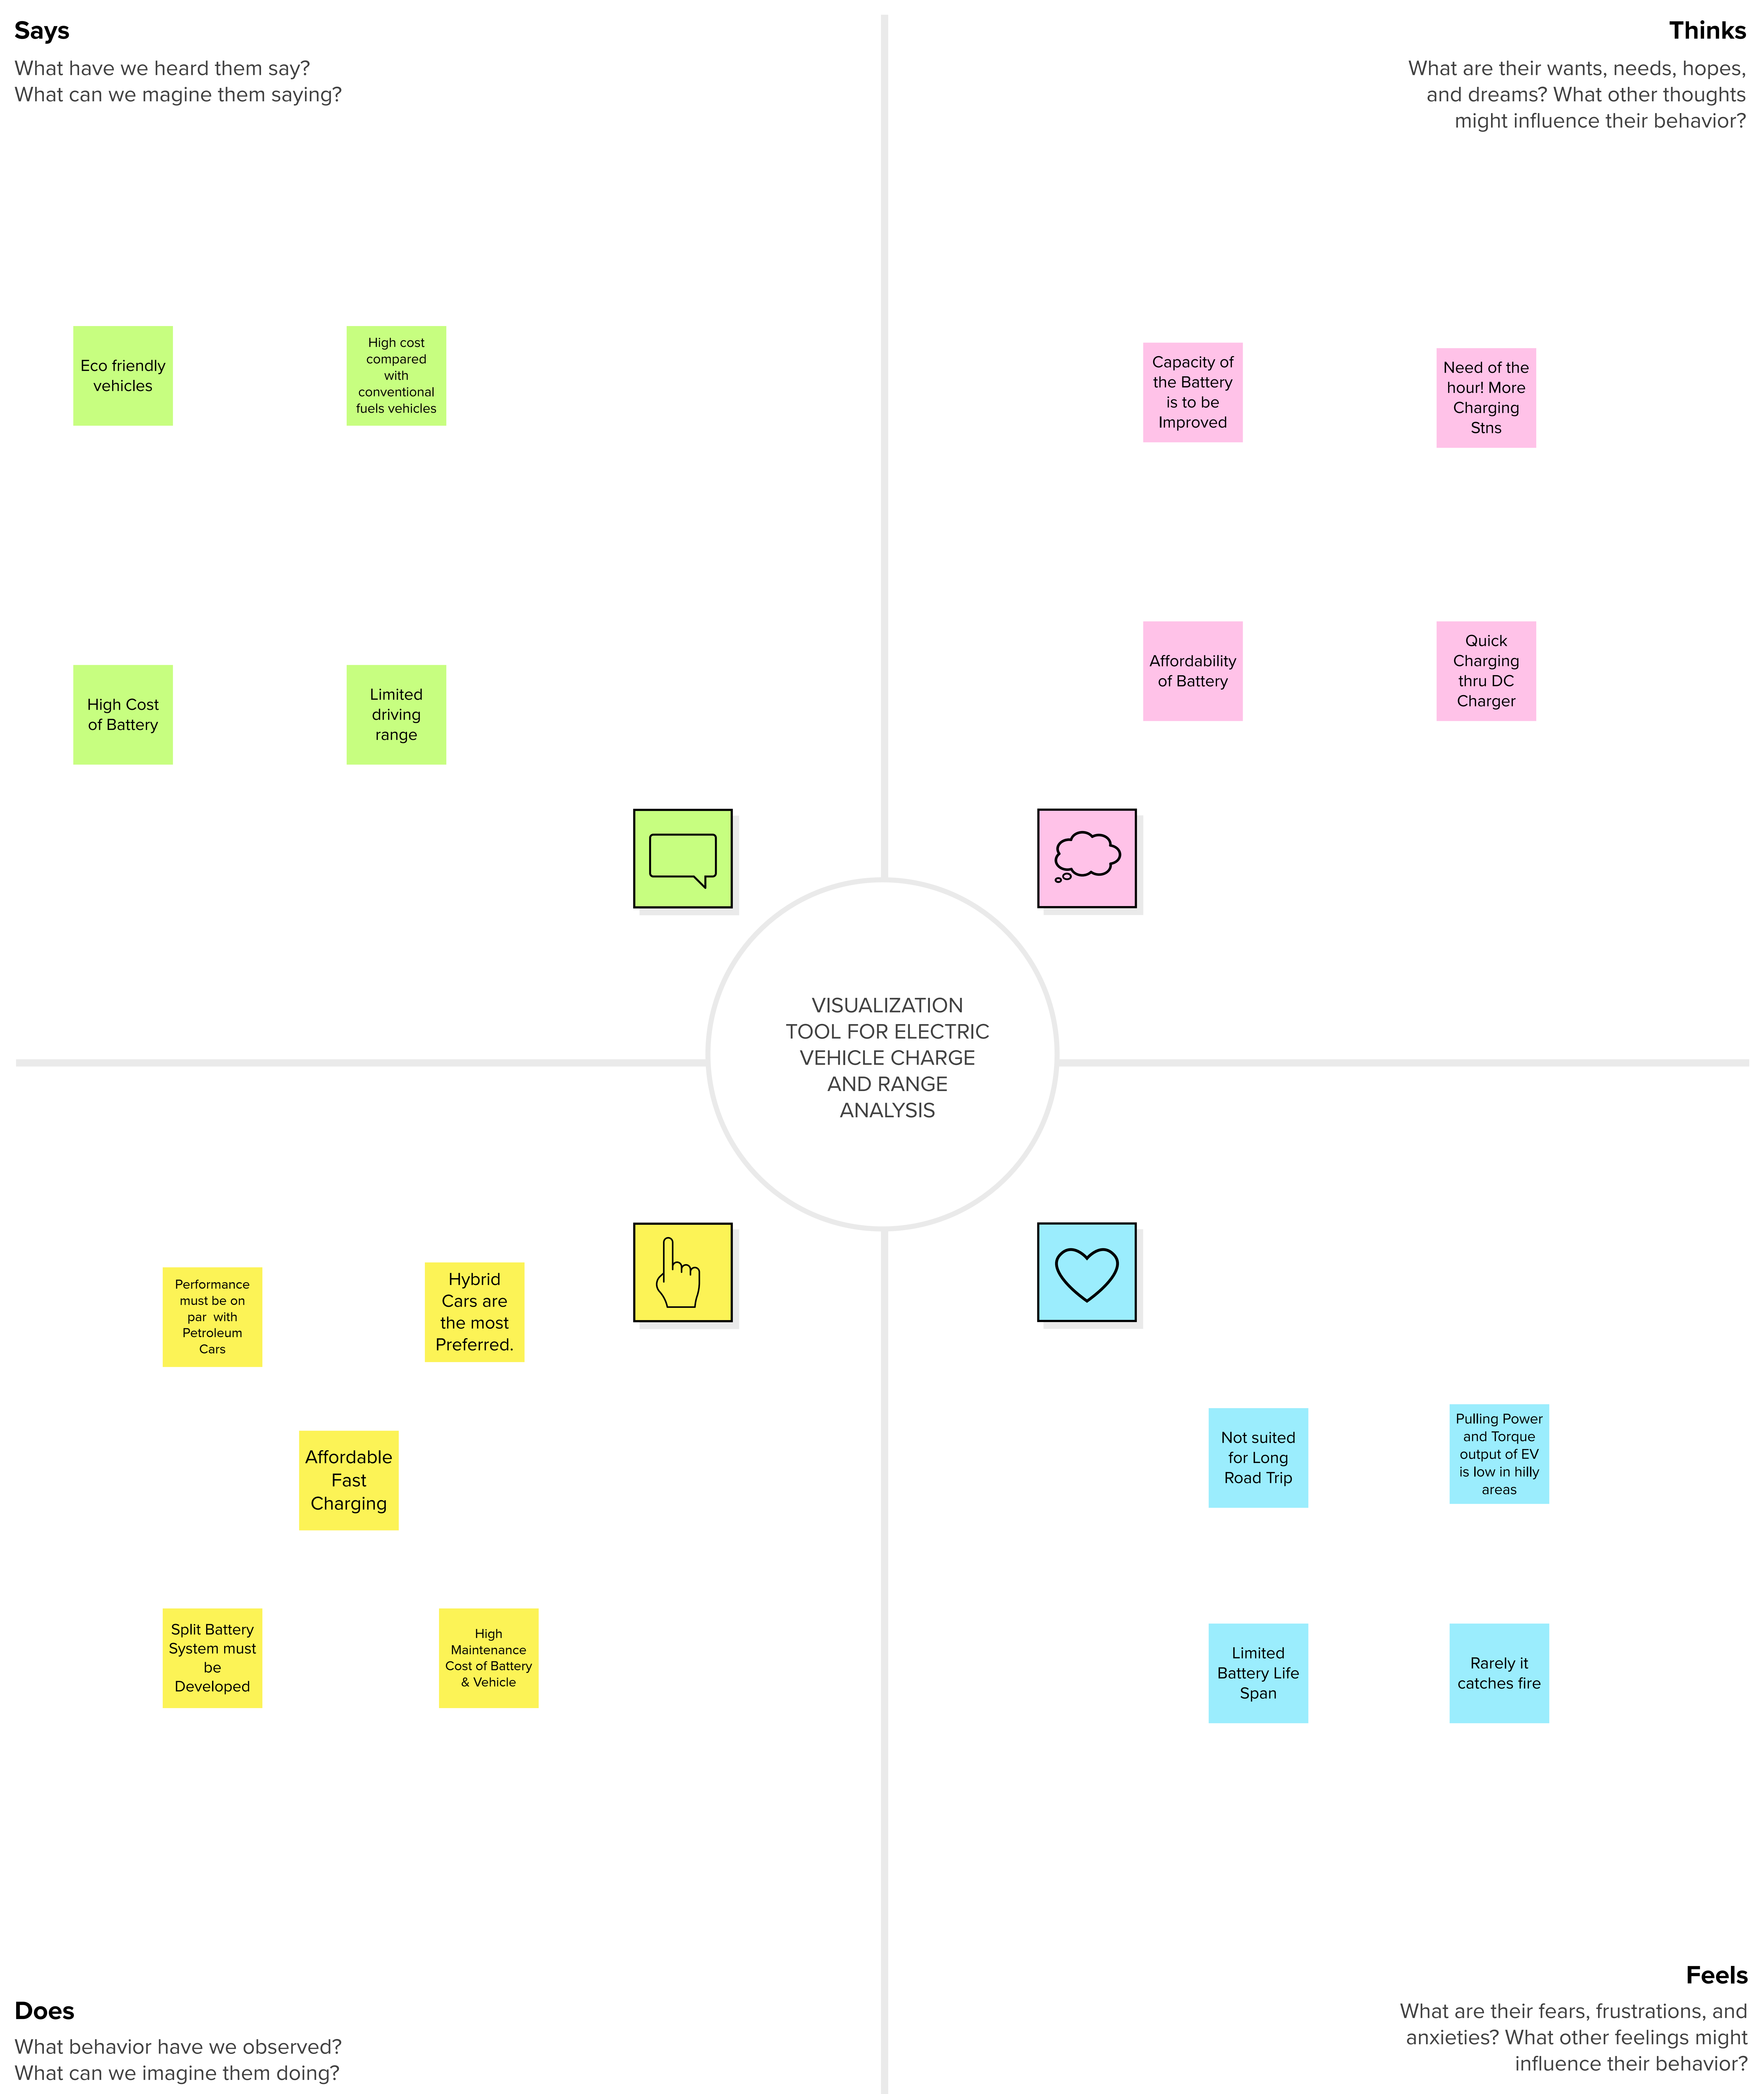 Says
What have we heard them say?
What can we magine them saying?
Thinks
What are their wants, needs, hopes,
and dreams? What other thoughts
might influence their behavior?
Eco friendly
vehicles
High cost
compared
with
conventional
fuels vehicles
High Cost
of Battery
Limited
driving
range
Capacity of
the Battery
is to be
Improved
Need of the
hour! More
Charging
Stns
Affordability
of Battery
Quick
Charging
thru DC
Charger
VISUALIZATION
TOOL FOR ELECTRIC
VEHICLE CHARGE
AND RANGE
ANALYSIS
Performance
must be on
par with
Petroleum
Cars
Hybrid
Cars are
the most
Preferred.
Affordable
Fast
Charging
Split Battery
System must
be
Developed
High
Maintenance
Cost of Battery
& Vehicle
Not suited
for Long
Road Trip
Pulling Power
and Torque
output of EV
is low in hilly
areas
Limited
Battery Life
Span
Rarely it
catches fire
Does
What behavior have we observed?
What can we imagine them doing?
Feels
What are their fears, frustrations, and
anxieties? What other feelings might
influence their behavior?